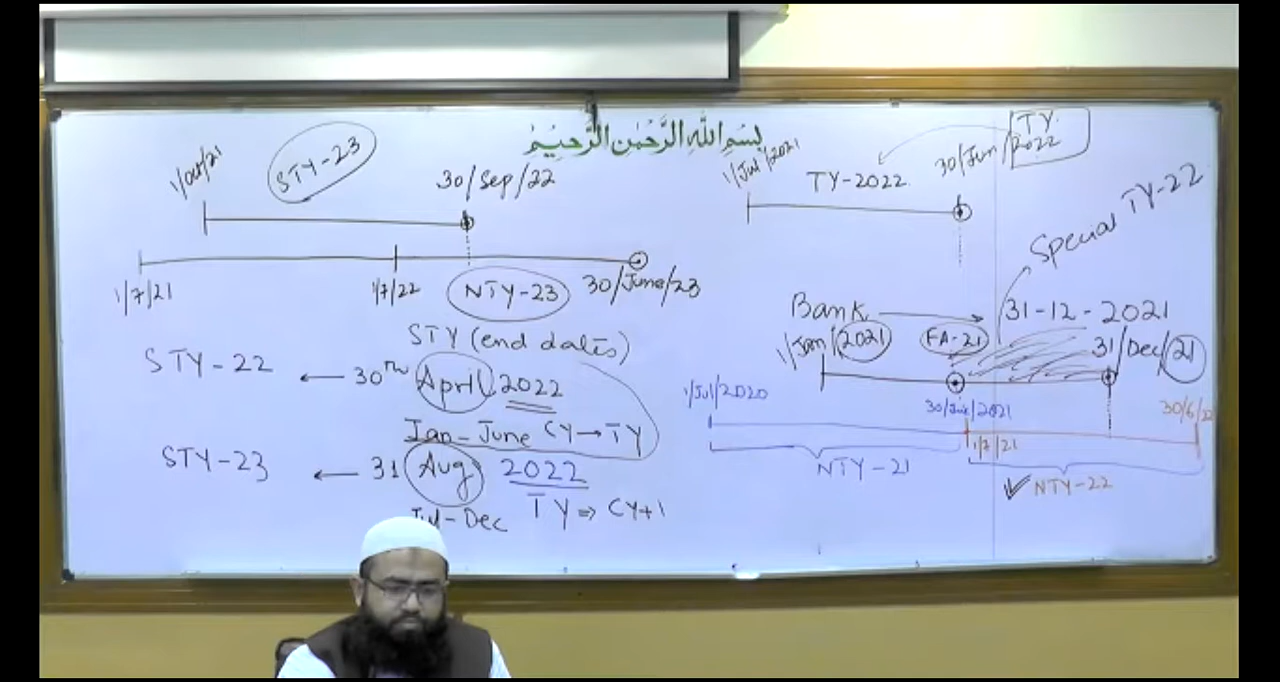 بِسْمِ اللّٰهِ الرَّحْمٰنِ الرَّحِيْمِ
1/Oct/21
STY-23
30/Sep/22
1/7/21
1/7/22
NTY-23
30/June/23
STY (end dates)
STY-22 ← 30th April 2022
Jan-June CY→TY
STY-23 ← 31 Aug 2022
Jul-Dec TY⇒CY+1
1/Jul/2021
TY-2022
30/Jun/2022
TY
Special TY-22
Bank → 31-12-2021
1/Jan/2021
FA-21
31/Dec/21
1/Jul/2020
30/Jun/2021
30/6/22
1/7/21
NTY-21
✓ NTY-22